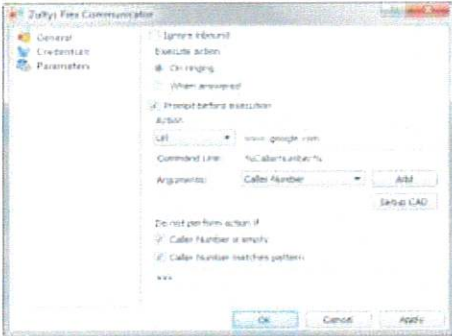 Zultys Flex Communicator
General
Credentials
Parameters
Ignore inbound
Execute action
On ringing
When answered
Prompt before execution
Action
URL www.google.com
Command Line: %CallerNumber%
Arguments: Caller Number Add
Setup CAD
Do not perform action if
Caller Number is empty
Caller Number matches pattern
***
OK Cancel Apply